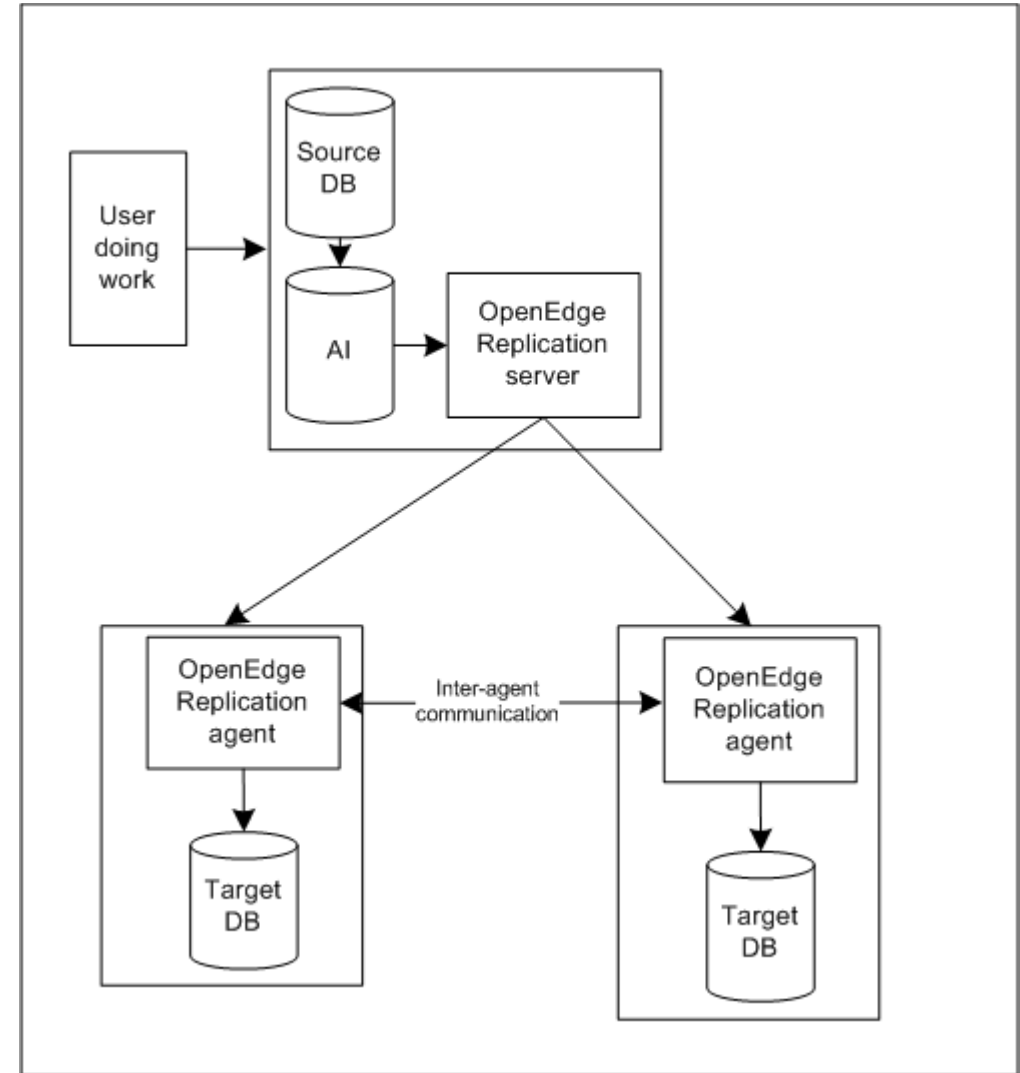 Source
DB
User
doing
work
AI
OpenEdge
Replication
server
OpenEdge
Replication
agent
Inter-agent
communication
OpenEdge
Replication
agent
Target
DB
Target
DB